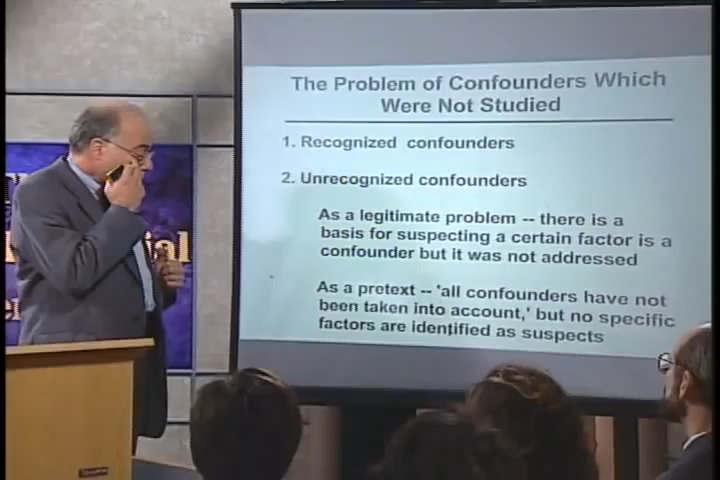 The Problem of Confounders Which
Were Not Studied
1. Recognized confounders
2. Unrecognized confounders
As a legitimate problem -- there is a
basis for suspecting a certain factor is a
confounder but it was not addressed
As a pretext -- 'all confounders have not
been taken into account,' but no specific
factors are identified as suspects